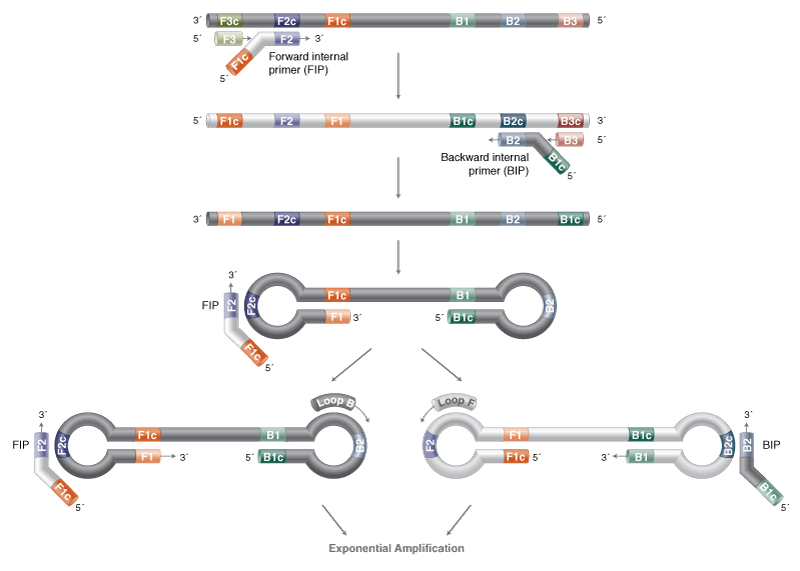 3´ F3c F2c F1c B1 B2 B3 5´
5´ F3 F2 3´
F1c
5´
Forward internal
primer (FIP)
5´ F1c F2 F1 B1c B2c B3c 3´
B2 B3 5´
Backward internal
primer (BIP)
B1c
5´
3´ F1 F2c F1c B1 B2 B1c 5´
3´
FIP F2 F2c F1c B1 B2
F1 3´ 5´ B1c
F1c
5´
Loop B Loop F
3´ 3´
FIP F2 F2c F1c B1 B2
F1 3´ 5´ B1c
F1c
5´
F2 F1 B1c B2c B2 BIP
F1c 5´ 3´ B1
B1c
5´
Exponential Amplification